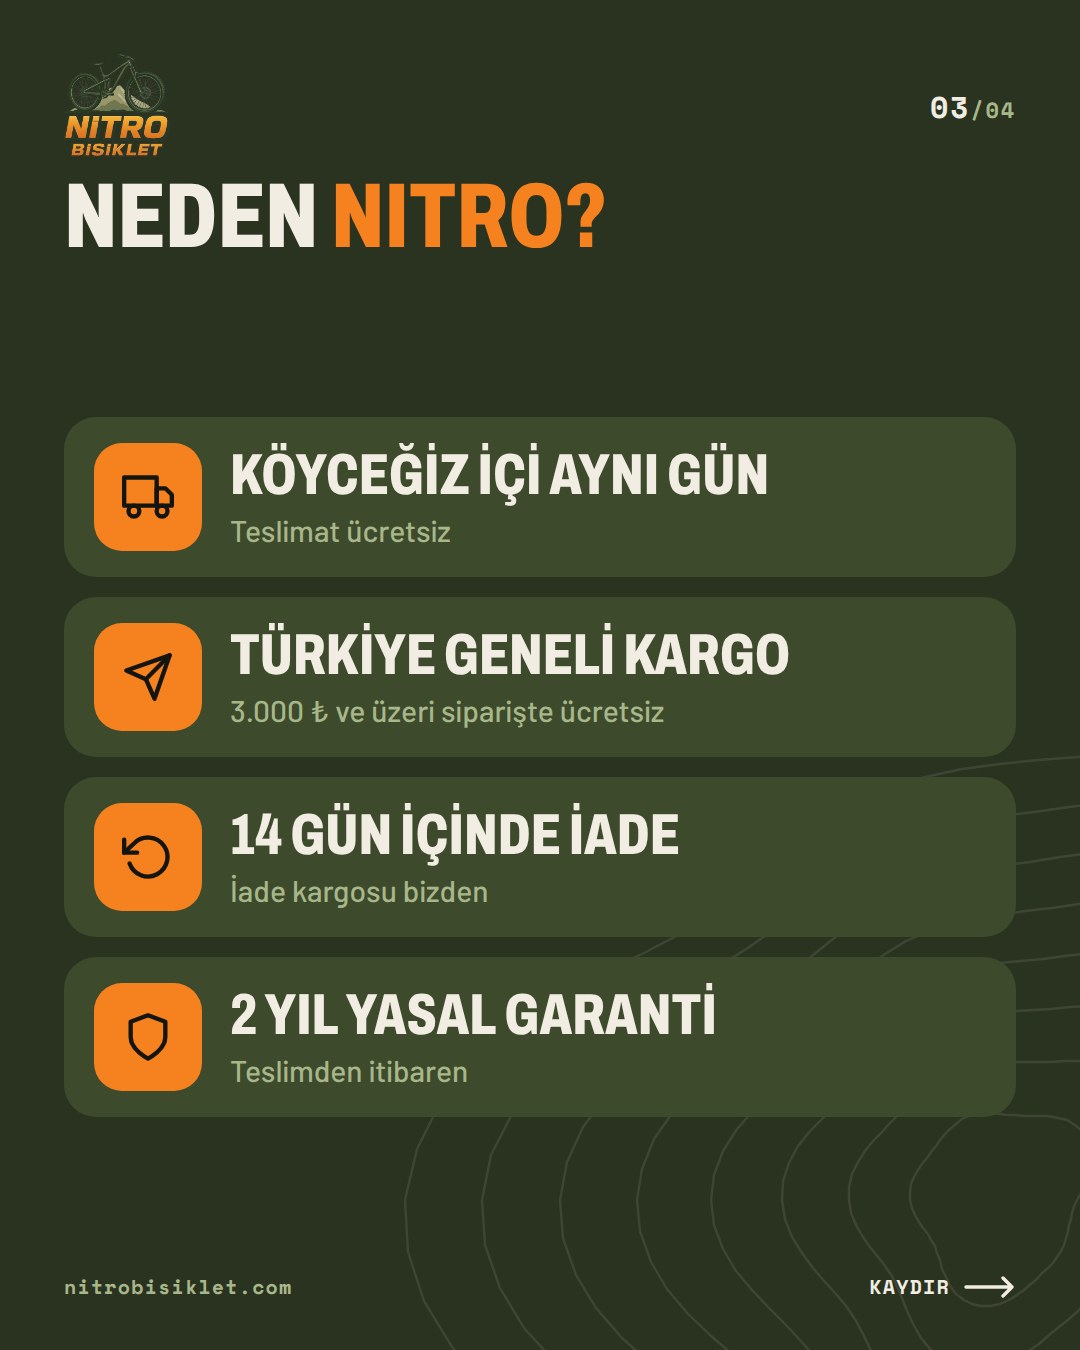 NITRO
BISIKLET
03/04
NEDEN NITRO?
KÖYCEĞİZ İÇİ AYNI GÜN
Teslimat ücretsiz
TÜRKİYE GENELİ KARGO
3.000 ₺ ve üzeri siparişte ücretsiz
14 GÜN İÇİNDE İADE
İade kargosu bizden
2 YIL YASAL GARANTİ
Teslimden itibaren
nitrobisiklet.com
KAYDIR